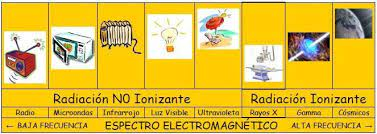 Radiación N0 Ionizante Radiación Ionizante
Radio Microondas Infrarrojo Luz Visible Ultravioleta Rayos X Gamma Cósmicos
← BAJA FRECUENCIA ESPECTRO ELECTROMAGNÉTICO ALTA FRECUENCIA →